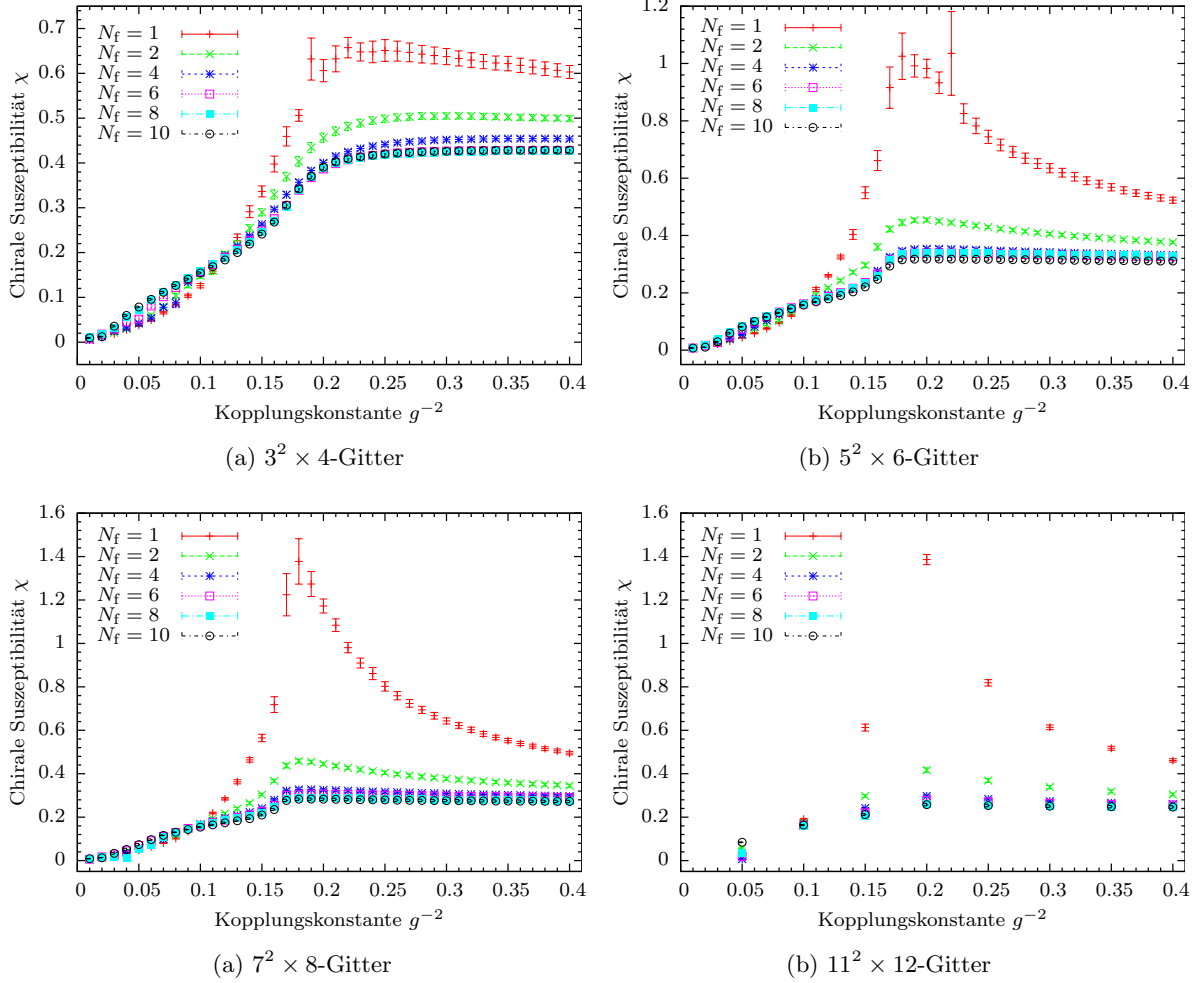 Chirale Suszeptibilität χ
0.7
0.6
0.5
0.4
0.3
0.2
0.1
0
N_f = 1
N_f = 2
N_f = 4
N_f = 6
N_f = 8
N_f = 10
0 0.05 0.1 0.15 0.2 0.25 0.3 0.35 0.4
Kopplungskonstante g⁻²
(a) 3² × 4-Gitter
Chirale Suszeptibilität χ
1.2
1
0.8
0.6
0.4
0.2
0
N_f = 1
N_f = 2
N_f = 4
N_f = 6
N_f = 8
N_f = 10
0 0.05 0.1 0.15 0.2 0.25 0.3 0.35 0.4
Kopplungskonstante g⁻²
(b) 5² × 6-Gitter
Chirale Suszeptibilität χ
1.6
1.4
1.2
1
0.8
0.6
0.4
0.2
0
N_f = 1
N_f = 2
N_f = 4
N_f = 6
N_f = 8
N_f = 10
0 0.05 0.1 0.15 0.2 0.25 0.3 0.35 0.4
Kopplungskonstante g⁻²
(a) 7² × 8-Gitter
Chirale Suszeptibilität χ
1.6
1.4
1.2
1
0.8
0.6
0.4
0.2
0
N_f = 1
N_f = 2
N_f = 4
N_f = 6
N_f = 8
N_f = 10
0 0.05 0.1 0.15 0.2 0.25 0.3 0.35 0.4
Kopplungskonstante g⁻²
(b) 11² × 12-Gitter